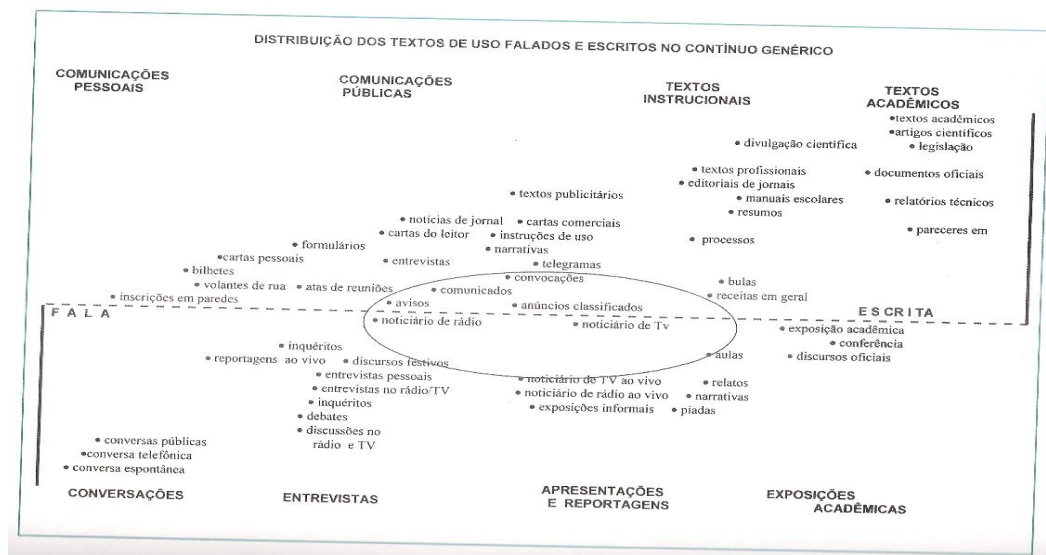 DISTRIBUIÇÃO DOS TEXTOS DE USO FALADOS E ESCRITOS NO CONTÍNUO GENÉRICO
COMUNICAÇÕES
PESSOAIS
COMUNICAÇÕES
PÚBLICAS
TEXTOS
INSTRUCIONAIS
TEXTOS
ACADÊMICOS
•textos acadêmicos
•artigos científicos
• legislação
• divulgação científica
• textos profissionais
• documentos oficiais
• editoriais de jornais
• textos publicitários
• manuais escolares
• relatórios técnicos
• resumos
• notícias de jornal
• cartas comerciais
• cartas do leitor
• instruções de uso
• pareceres em
• processos
• formulários
• narrativas
•cartas pessoais
• entrevistas
• telegramas
• bilhetes
• convocações
• bulas
• volantes de rua
• atas de reuniões
• comunicados
• receitas em geral
• inscrições em paredes
• avisos
• anúncios classificados
FALA
ESCRITA
• noticiário de rádio
• noticiário de Tv
• exposição acadêmica
• conferência
• inquéritos
• discursos oficiais
• reportagens ao vivo
• discursos festivos
• aulas
• entrevistas pessoais
• noticiário de TV ao vivo
• relatos
• entrevistas no rádio/TV
• noticiário de rádio ao vivo
• narrativas
• inquéritos
• exposições informais
• piadas
• debates
• discussões no
rádio e TV
• conversas públicas
•conversa telefônica
• conversa espontânea
CONVERSAÇÕES
ENTREVISTAS
APRESENTAÇÕES
E REPORTAGENS
EXPOSIÇÕES
ACADÊMICAS